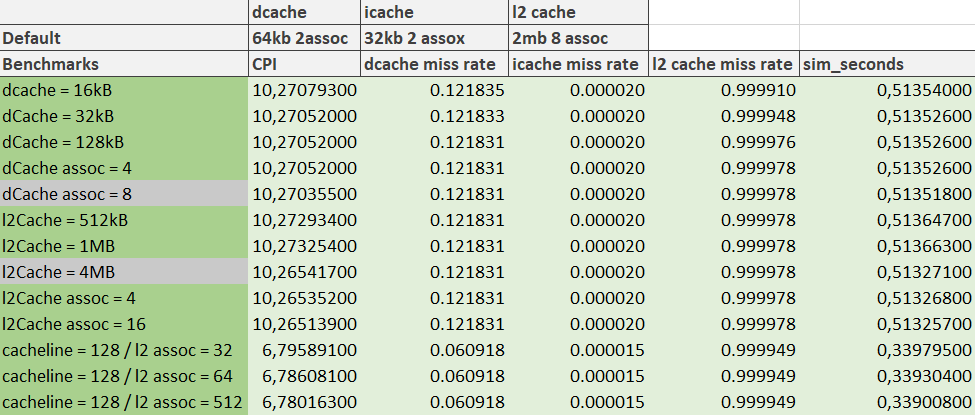 dcache icache l2 cache
Default 64kb 2assoc 32kb 2 assox 2mb 8 assoc
Benchmarks CPI dcache miss rate icache miss rate l2 cache miss rate sim_seconds
dcache = 16kB 10,27079300 0.121835 0.000020 0.999910 0,51354000
dCache = 32kB 10,27052000 0.121833 0.000020 0.999948 0,51352600
dCache = 128kB 10,27052000 0.121831 0.000020 0.999976 0,51352600
dCache assoc = 4 10,27052000 0.121831 0.000020 0.999978 0,51352600
dCache assoc = 8 10,27035500 0.121831 0.000020 0.999978 0,51351800
l2Cache = 512kB 10,27293400 0.121831 0.000020 0.999978 0,51364700
l2Cache = 1MB 10,27325400 0.121831 0.000020 0.999978 0,51366300
l2Cache = 4MB 10,26541700 0.121831 0.000020 0.999978 0,51327100
l2Cache assoc = 4 10,26535200 0.121831 0.000020 0.999978 0,51326800
l2Cache assoc = 16 10,26513900 0.121831 0.000020 0.999978 0,51325700
cacheline = 128 / l2 assoc = 32 6,79589100 0.060918 0.000015 0.999949 0,33979500
cacheline = 128 / l2 assoc = 64 6,78608100 0.060918 0.000015 0.999949 0,33930400
cacheline = 128 / l2 assoc = 512 6,78016300 0.060918 0.000015 0.999949 0,33900800